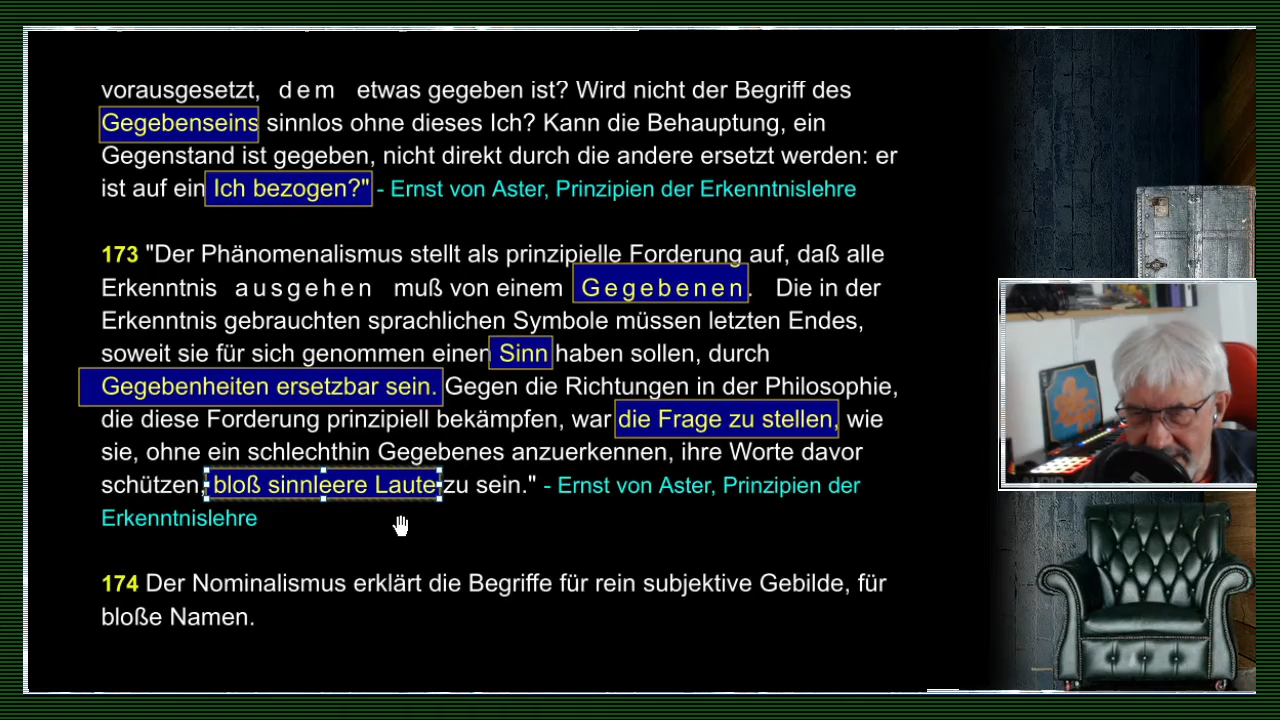 vorausgesetzt, dem etwas gegeben ist? Wird nicht der Begriff des
Gegebenseins sinnlos ohne dieses Ich? Kann die Behauptung, ein
Gegenstand ist gegeben, nicht direkt durch die andere ersetzt werden: er
ist auf ein Ich bezogen?" - Ernst von Aster, Prinzipien der Erkenntnislehre
173 "Der Phänomenalismus stellt als prinzipielle Forderung auf, daß alle
Erkenntnis ausgehen muß von einem Gegebenen. Die in der
Erkenntnis gebrauchten sprachlichen Symbole müssen letzten Endes,
soweit sie für sich genommen einen Sinn haben sollen, durch
Gegebenheiten ersetzbar sein. Gegen die Richtungen in der Philosophie,
die diese Forderung prinzipiell bekämpfen, war die Frage zu stellen, wie
sie, ohne ein schlechthin Gegebenes anzuerkennen, ihre Worte davor
schützen, bloß sinnleere Laute zu sein." - Ernst von Aster, Prinzipien der
Erkenntnislehre
174 Der Nominalismus erklärt die Begriffe für rein subjektive Gebilde, für
bloße Namen.